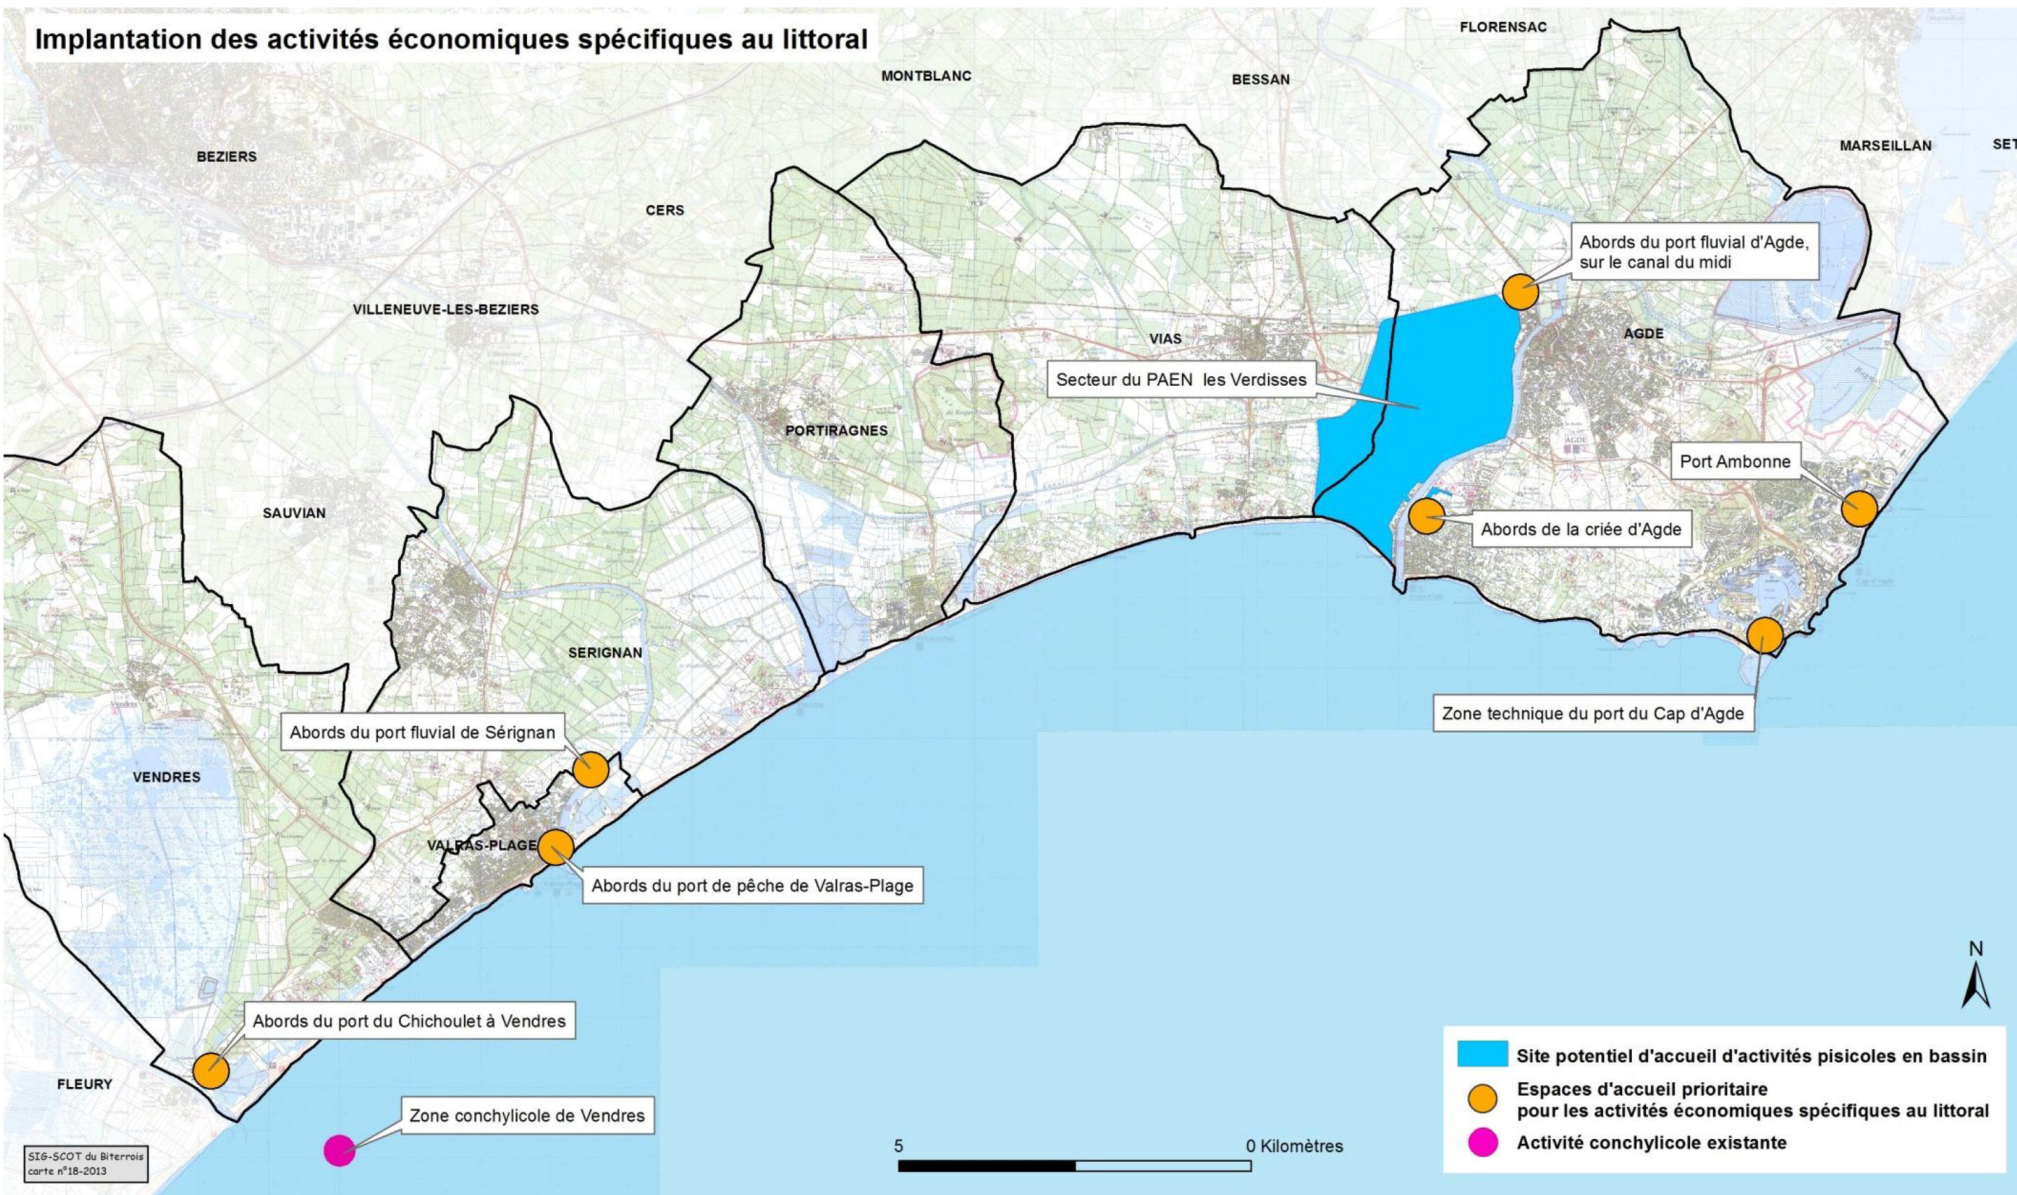 Implantation des activités économiques spécifiques au littoral
FLORENSAC
MONTBLANC
BESSAN
BEZIERS
MARSEILLAN
SET
CERS
Abords du port fluvial d'Agde,
sur le canal du midi
VILLENEUVE-LES-BEZIERS
VIAS
AGDE
Secteur du PAEN les Verdisses
PORTIRAGNES
Port Ambonne
SAUVIAN
Abords de la criée d'Agde
SERIGNAN
Zone technique du port du Cap d'Agde
Abords du port fluvial de Sérignan
VENDRES
VALRAS-PLAGE
Abords du port de pêche de Valras-Plage
Abords du port du Chichoulet à Vendres
FLEURY
Zone conchylicole de Vendres
N
Site potentiel d'accueil d'activités pisicoles en bassin
Espaces d'accueil prioritaire
pour les activités économiques spécifiques au littoral
Activité conchylicole existante
5 0 Kilomètres
SIG-SCOT du Biterrois
carte n°18-2013